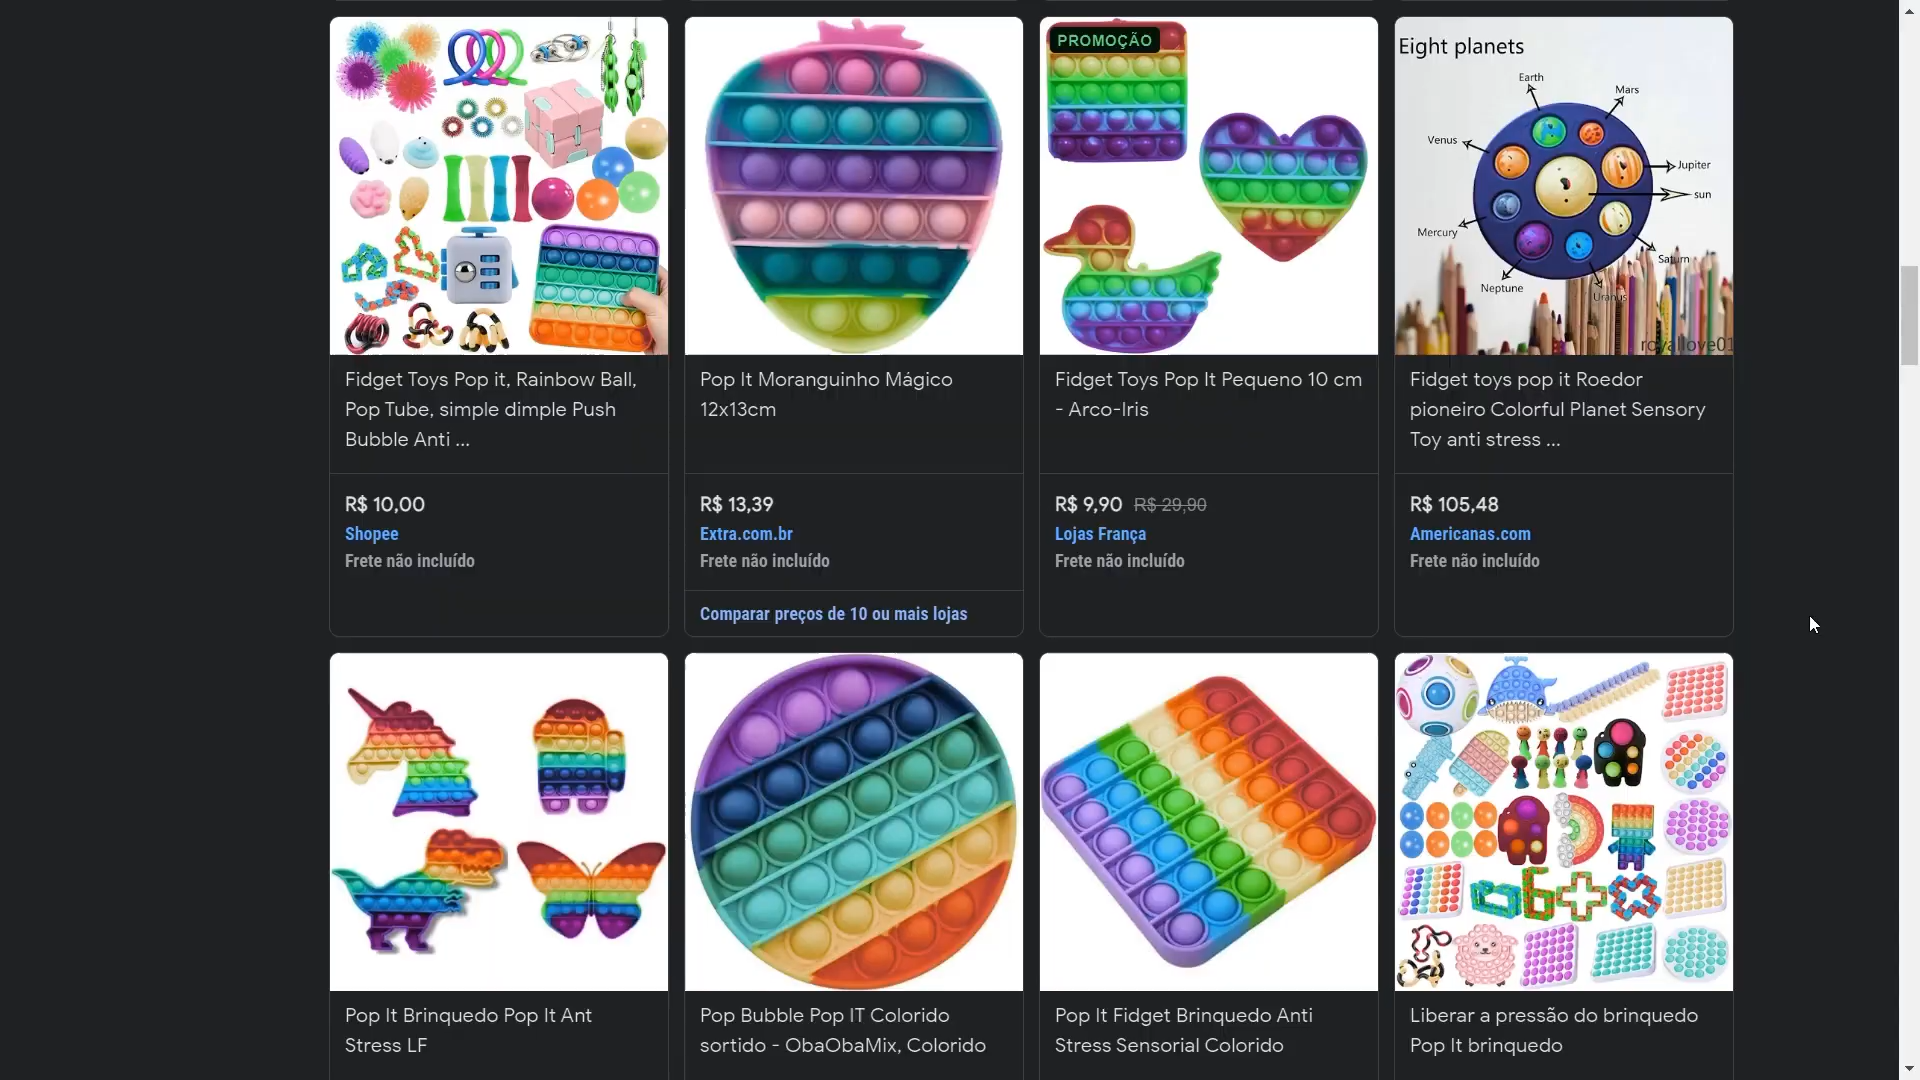 PROMOÇÃO
Eight planets
Earth
Mars
Venus
Jupiter
sun
Mercury
Saturn
Neptune
Uranus
royallove01
Fidget Toys Pop it, Rainbow Ball,
Pop Tube, simple dimple Push
Bubble Anti ...
R$ 10,00
Shopee
Frete não incluído
Pop It Moranguinho Mágico
12x13cm
R$ 13,39
Extra.com.br
Frete não incluído
Comparar preços de 10 ou mais lojas
Fidget Toys Pop It Pequeno 10 cm
- Arco-Iris
R$ 9,90 R$ 29,90
Lojas França
Frete não incluído
Fidget toys pop it Roedor
pioneiro Colorful Planet Sensory
Toy anti stress ...
R$ 105,48
Americanas.com
Frete não incluído
Pop It Brinquedo Pop It Ant
Stress LF
Pop Bubble Pop IT Colorido
sortido - ObaObaMix, Colorido
Pop It Fidget Brinquedo Anti
Stress Sensorial Colorido
Liberar a pressão do brinquedo
Pop It brinquedo